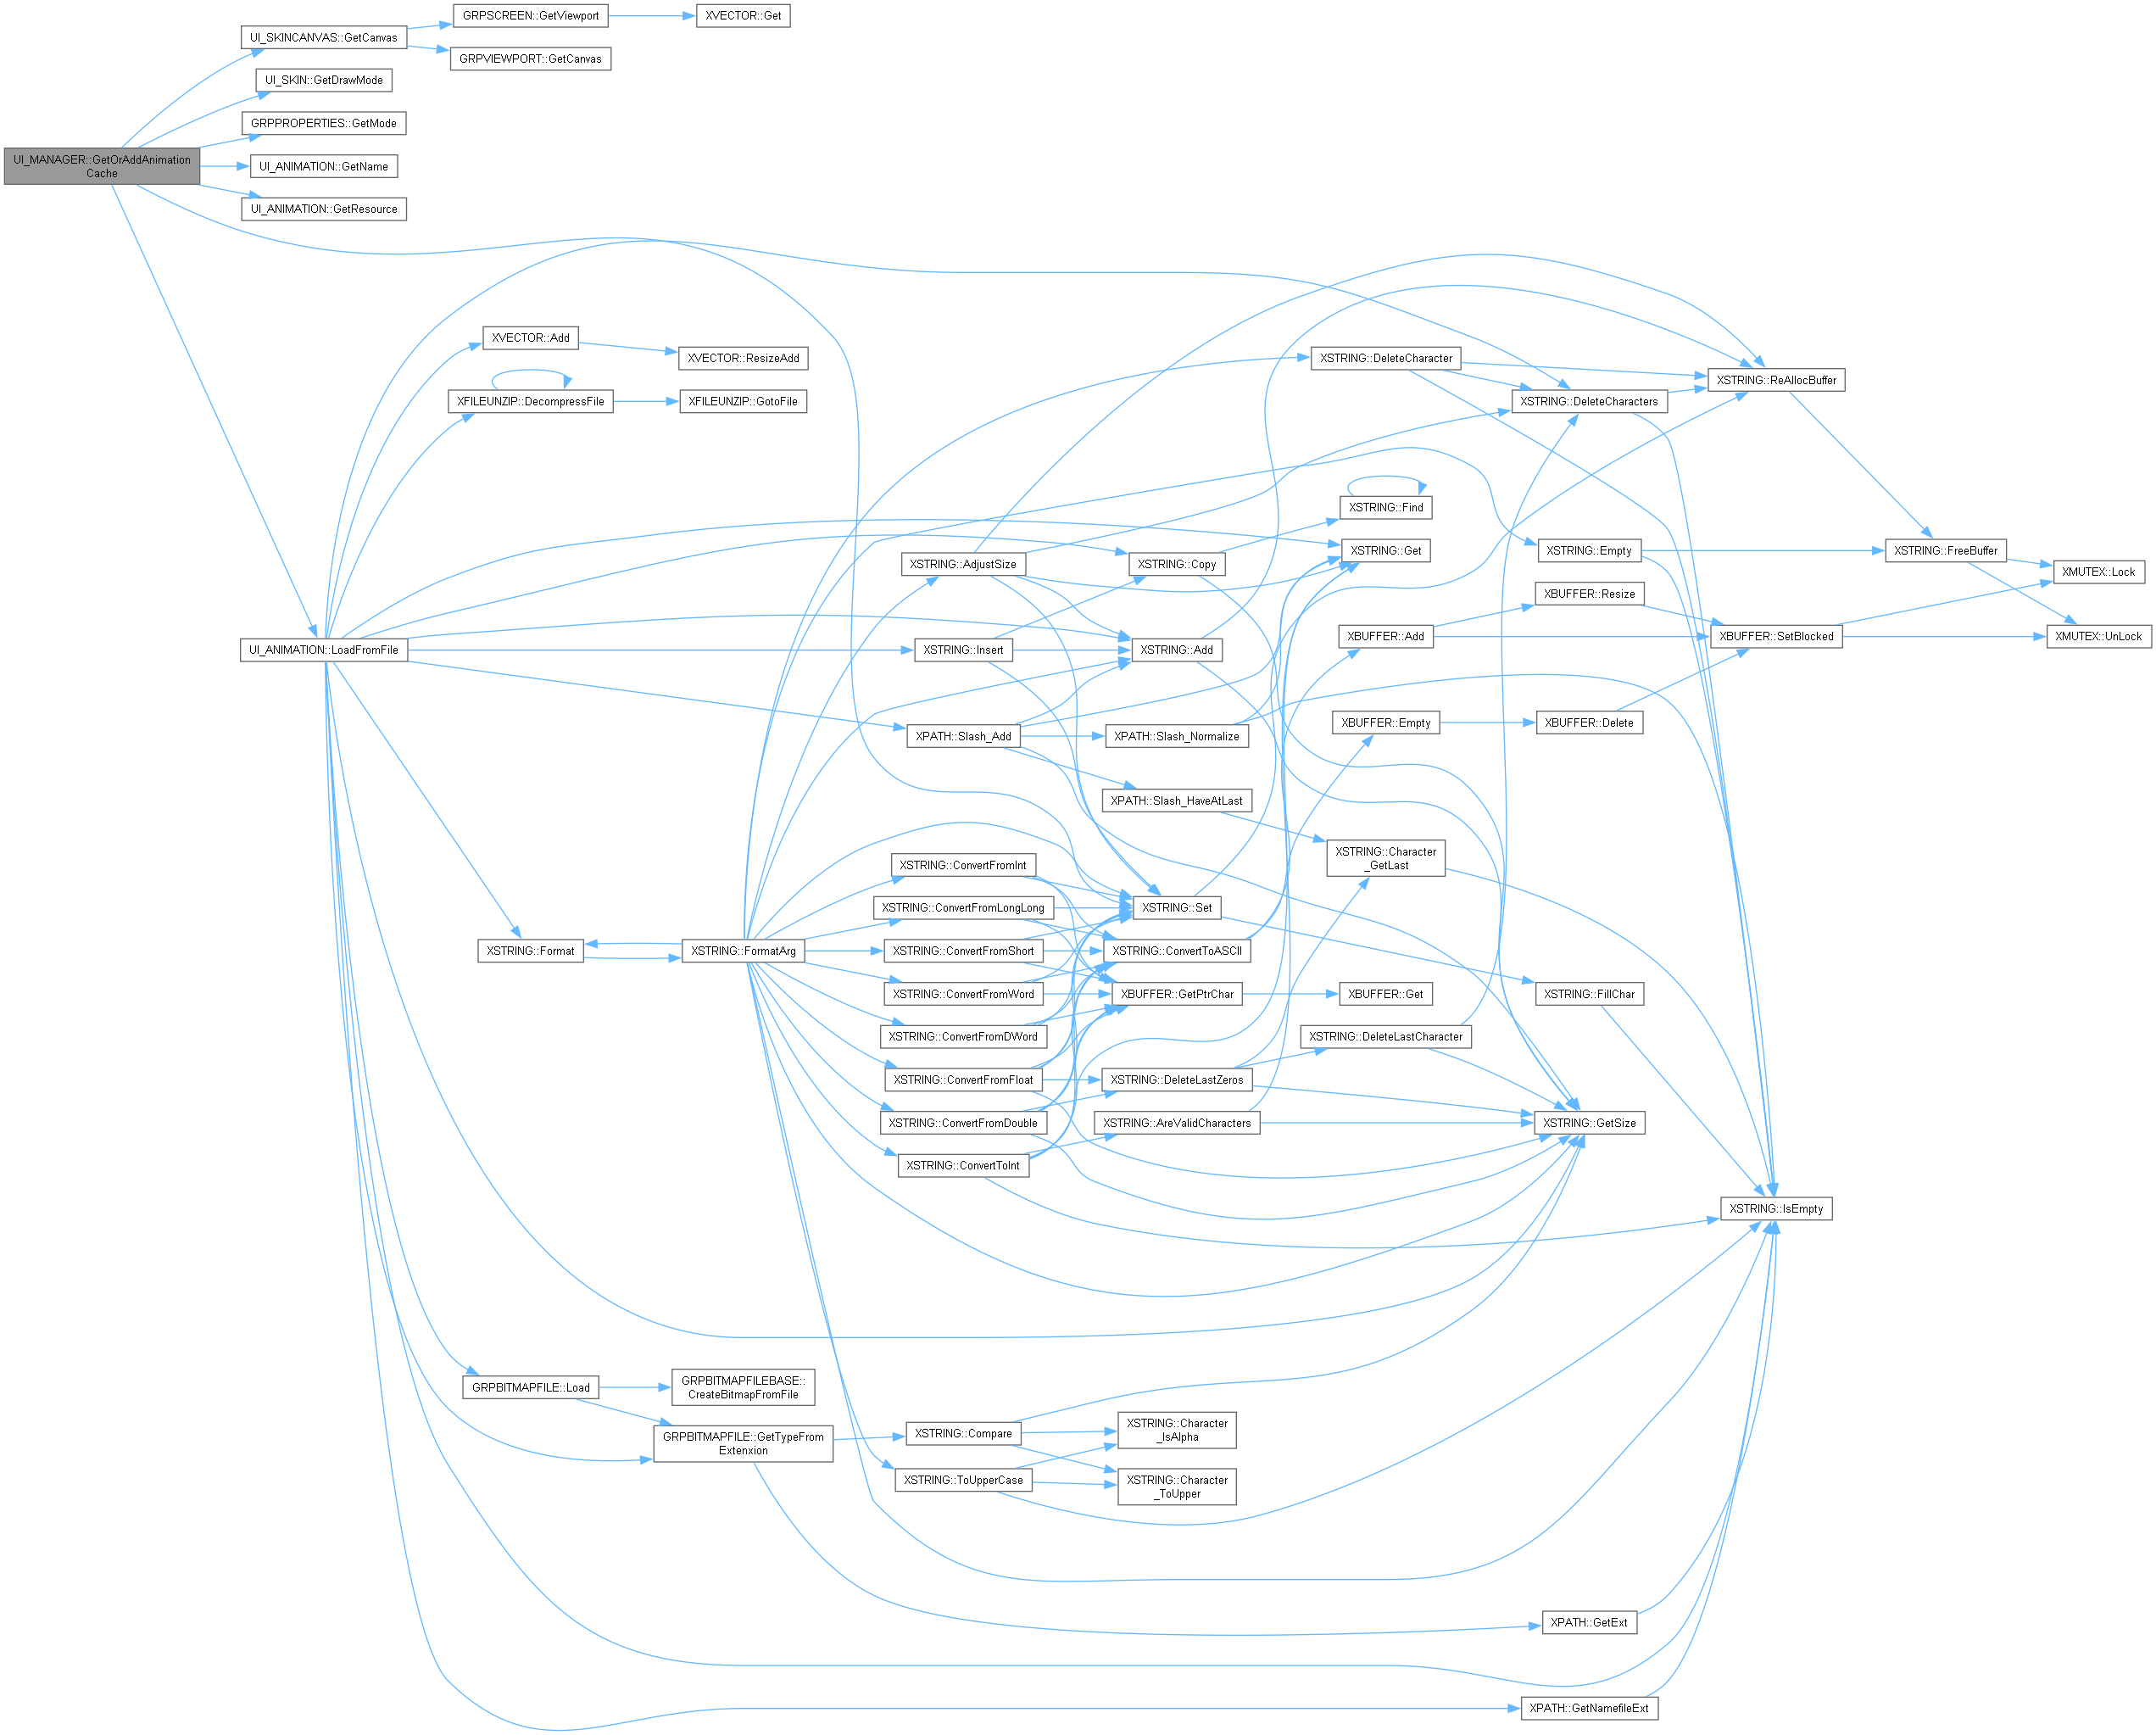 UI_MANAGER::GetOrAddAnimation
Cache
UI_SKINCANVAS::GetCanvas
GRPSCREEN::GetViewport
XVECTOR::Get
GRPVIEWPORT::GetCanvas
UI_SKIN::GetDrawMode
GRPPROPERTIES::GetMode
UI_ANIMATION::GetName
UI_ANIMATION::GetResource
XVECTOR::Add
XVECTOR::ResizeAdd
XFILEUNZIP::DecompressFile
XFILEUNZIP::GotoFile
XSTRING::DeleteCharacter
XSTRING::DeleteCharacters
XSTRING::ReAllocBuffer
XSTRING::Find
XSTRING::Get
XSTRING::Empty
XSTRING::FreeBuffer
XMUTEX::Lock
XMUTEX::UnLock
XSTRING::AdjustSize
XSTRING::Copy
XBUFFER::Resize
XBUFFER::Add
XBUFFER::SetBlocked
UI_ANIMATION::LoadFromFile
XSTRING::Insert
XSTRING::Add
XBUFFER::Empty
XBUFFER::Delete
XPATH::Slash_Add
XPATH::Slash_Normalize
XPATH::Slash_HaveAtLast
XSTRING::Character
_GetLast
XSTRING::ConvertFromInt
XSTRING::ConvertFromLongLong
XSTRING::Set
XSTRING::Format
XSTRING::FormatArg
XSTRING::ConvertFromShort
XSTRING::ConvertToASCII
XSTRING::ConvertFromWord
XBUFFER::GetPtrChar
XBUFFER::Get
XSTRING::FillChar
XSTRING::ConvertFromDWord
XSTRING::DeleteLastCharacter
XSTRING::ConvertFromFloat
XSTRING::DeleteLastZeros
XSTRING::ConvertFromDouble
XSTRING::AreValidCharacters
XSTRING::GetSize
XSTRING::ConvertToInt
XSTRING::IsEmpty
GRPBITMAPFILE::Load
GRPBITMAPFILEBASE::
CreateBitmapFromFile
GRPBITMAPFILE::GetTypeFrom
Extenxion
XSTRING::Compare
XSTRING::Character
_IsAlpha
XSTRING::ToUpperCase
XSTRING::Character
_ToUpper
XPATH::GetExt
XPATH::GetNamefileExt